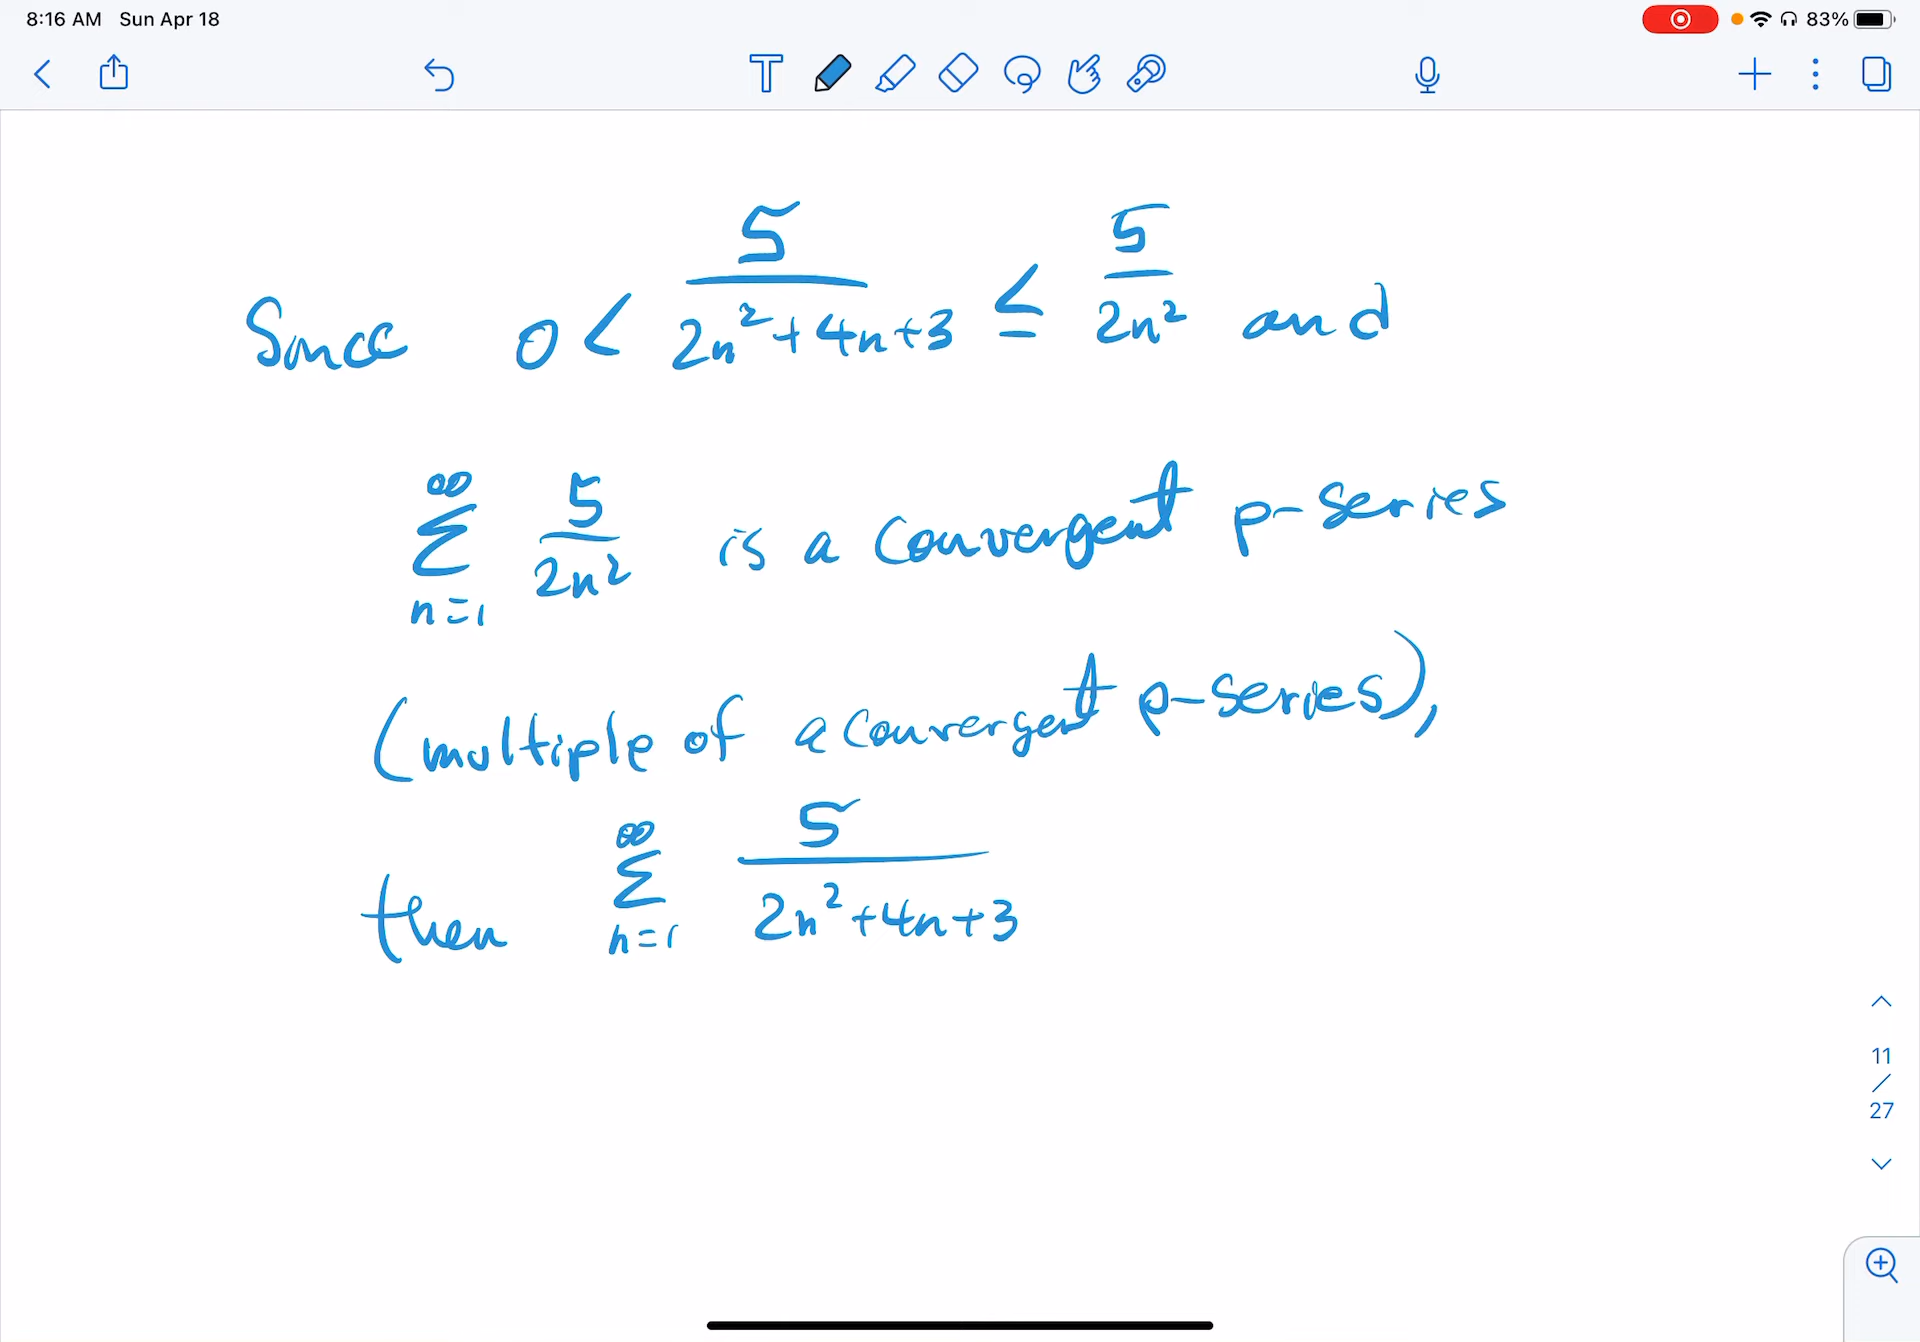 8:16 AM Sun Apr 18 83%
T
Since 0 < 5/(2n²+4n+3) ≤ 5/(2n²) and
∞ ∑ n=1 5/(2n²) is a convergent p-series
(multiple of a convergent p-series),
then ∞ ∑ n=1 5/(2n²+4n+3)
11
/
27